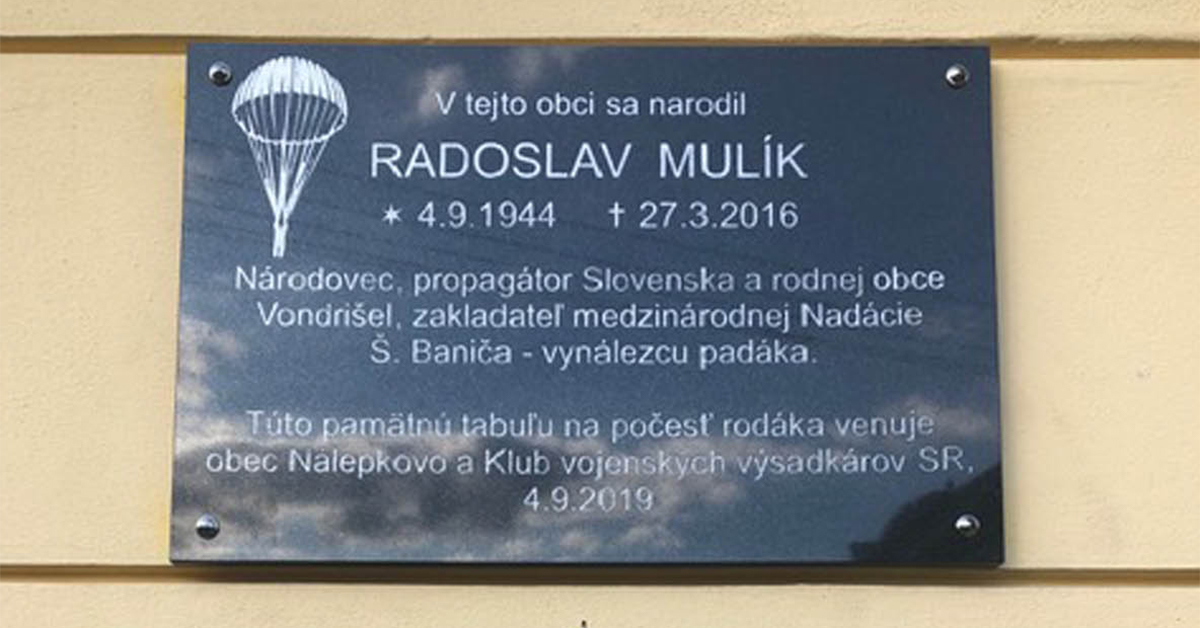 V tejto obci sa narodil
RADOSLAV MULÍK
✶ 4.9.1944 † 27.3.2016
Národovec, propagátor Slovenska a rodnej obce
Vondrišel, zakladateľ medzinárodnej Nadácie
Š. Baniča - vynálezcu padáka.
Túto pamätnú tabuľu na počesť rodáka venuje
obec Nálepkovo a Klub vojenských výsadkárov SR,
4.9.2019